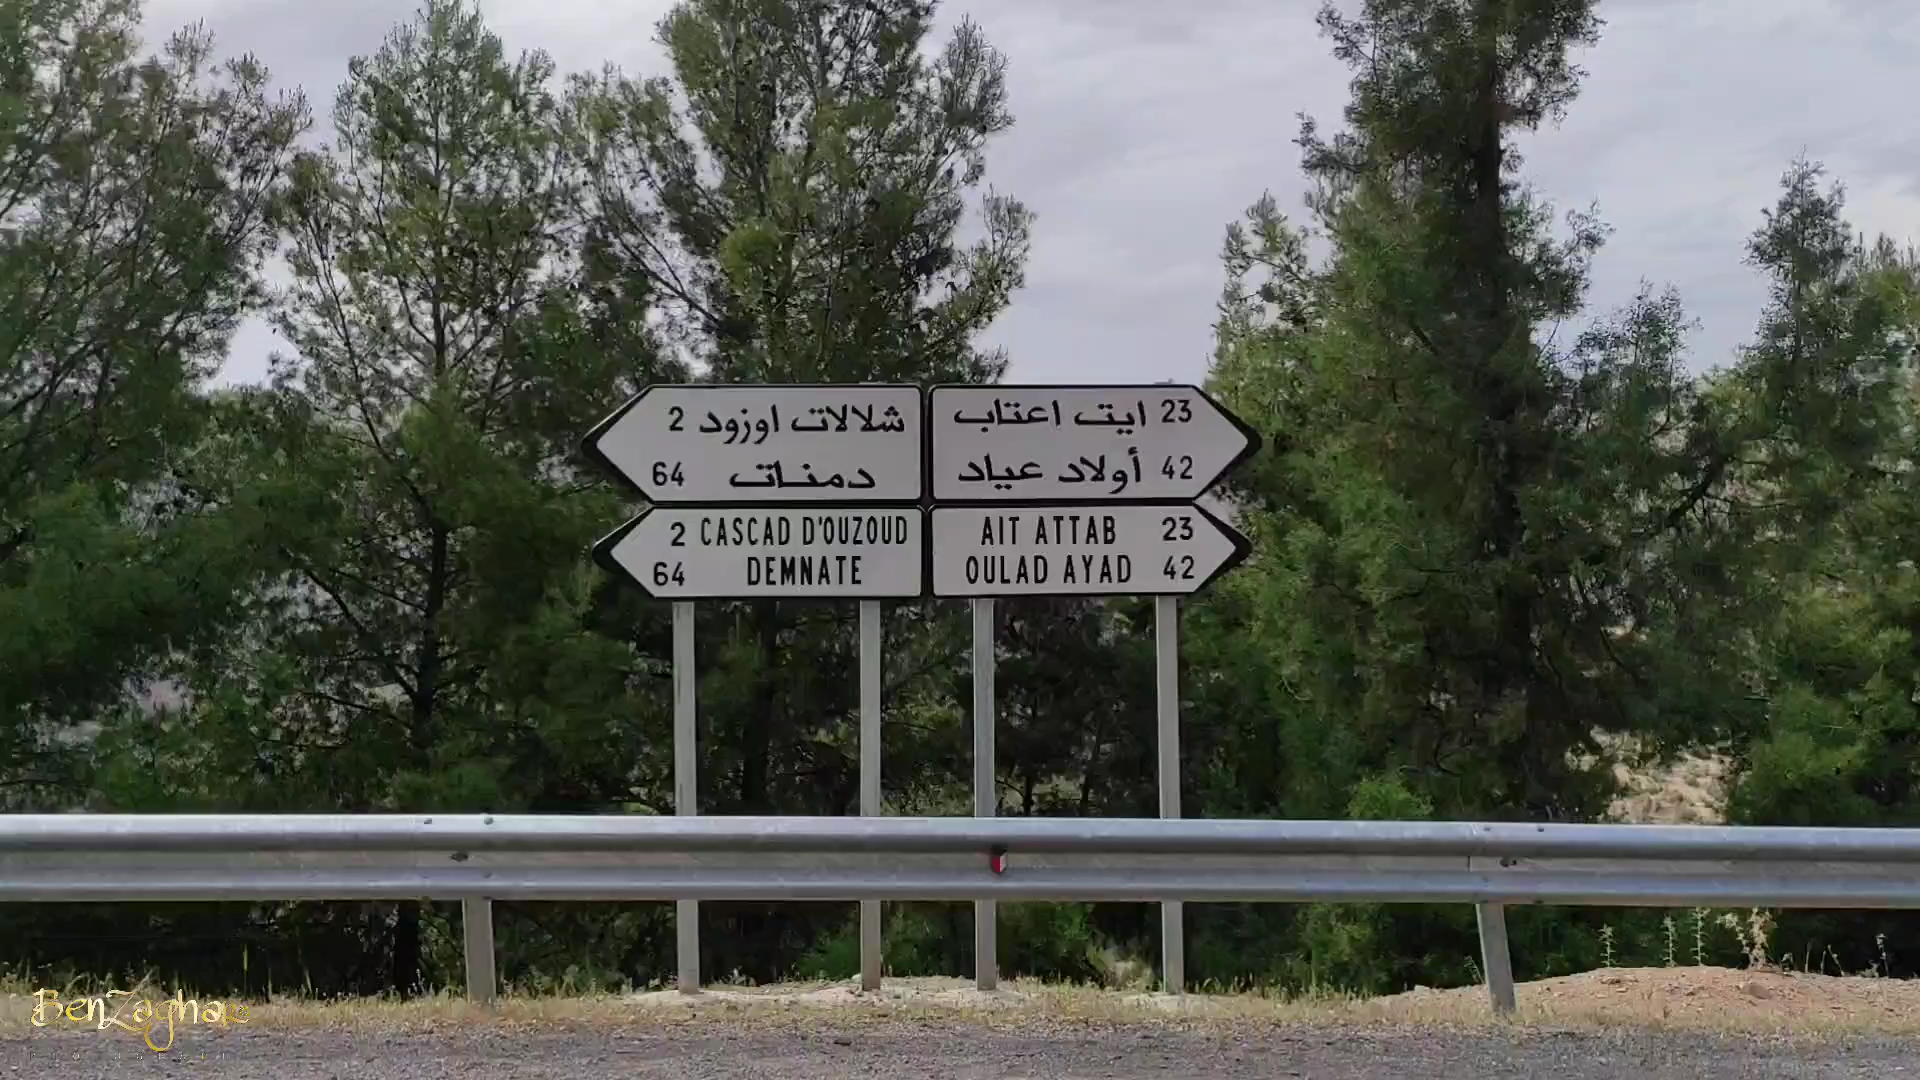 2 شلالات اوزود
64 دمنات
ايت اعتاب 23
أولاد عياد 42
2 CASCAD D'OUZOUD
64 DEMNATE
AIT ATTAB 23
OULAD AYAD 42
BenZaghar